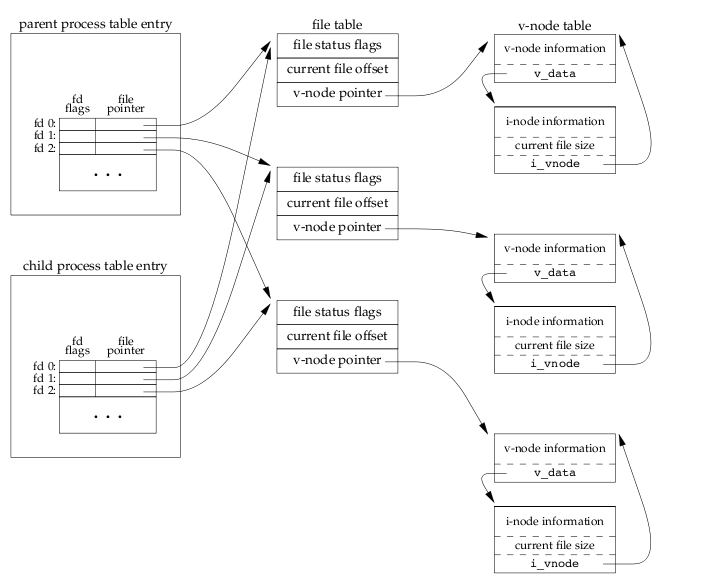 parent process table entry
fd flags
file pointer
fd 0:
fd 1:
fd 2:
. . .
child process table entry
fd flags
file pointer
fd 0:
fd 1:
fd 2:
. . .
file table
file status flags
current file offset
v-node pointer
file status flags
current file offset
v-node pointer
file status flags
current file offset
v-node pointer
v-node table
v-node information
v_data
i-node information
current file size
i_vnode
v-node information
v_data
i-node information
current file size
i_vnode
v-node information
v_data
i-node information
current file size
i_vnode